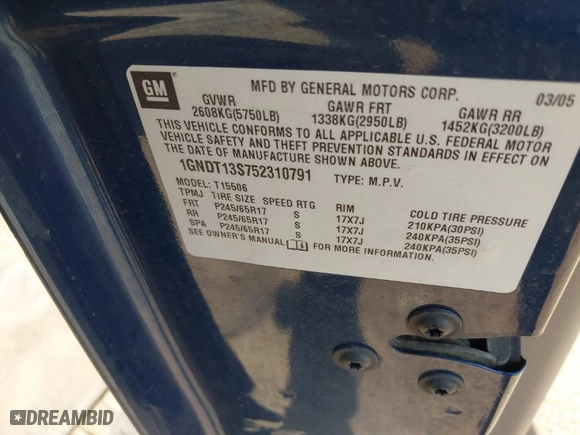 GM
MFD BY GENERAL MOTORS CORP.
03/05
GVWR GAWR FRT GAWR RR
2608KG(5750LB) 1338KG(2950LB) 1452KG(3200LB)
THIS VEHICLE CONFORMS TO ALL APPLICABLE U.S. FEDERAL MOTOR
VEHICLE SAFETY AND THEFT PREVENTION STANDARDS IN EFFECT ON
THE DATE OF MANUFACTURE SHOWN ABOVE.
1GNDT13S752310791 TYPE: M.P.V.
MODEL: T15506
TPMJ TIRE SIZE SPEED RTG RIM COLD TIRE PRESSURE
FRT P245/65R17 S 17X7J 210KPA(30PSI)
RR P245/65R17 S 17X7J 240KPA(35PSI)
SPA P245/65R17 S 17X7J 240KPA(35PSI)
SEE OWNER'S MANUAL i FOR MORE INFORMATION.
DREAMBID